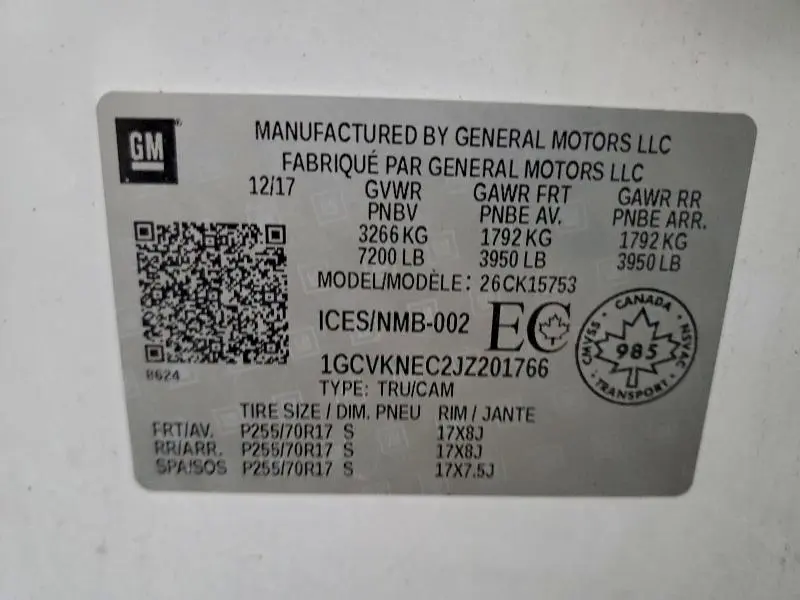 GM
MANUFACTURED BY GENERAL MOTORS LLC
FABRIQUÉ PAR GENERAL MOTORS LLC
12/17 GVWR GAWR FRT GAWR RR
PNBV PNBE AV. PNBE ARR.
3266 KG 1792 KG 1792 KG
7200 LB 3950 LB 3950 LB
MODEL/MODÈLE: 26CK15753
ICES/NMB-002 EC
CANADA
CMVSS 985 NSVAC
TRANSPORT
1GCVKNEC2JZ201766
8624
TYPE: TRU/CAM
TIRE SIZE / DIM. PNEU RIM / JANTE
FRT/AV. P255/70R17 S 17X8J
RR/ARR. P255/70R17 S 17X8J
SPA/SOS P255/70R17 S 17X7.5J